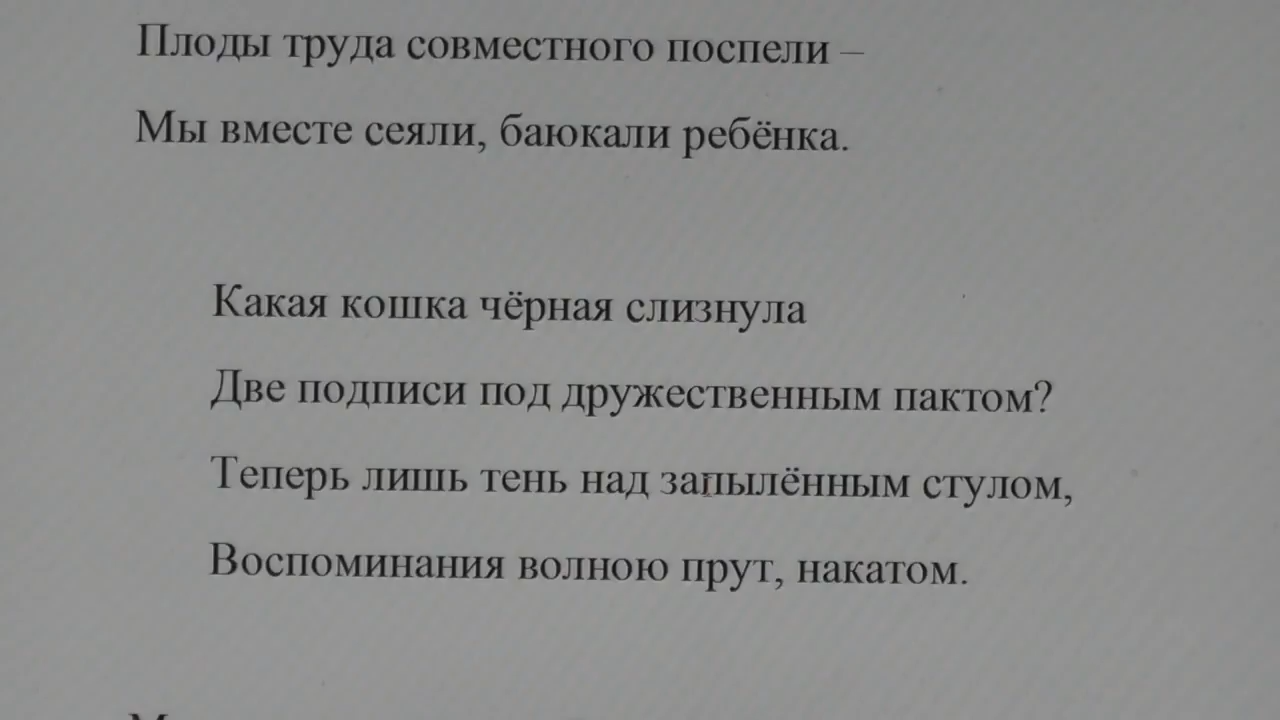 Плоды труда совместного поспели –
Мы вместе сеяли, баюкали ребёнка.
Какая кошка чёрная слизнула
Две подписи под дружественным пактом?
Теперь лишь тень над запылённым стулом,
Воспоминания волною прут, накатом.